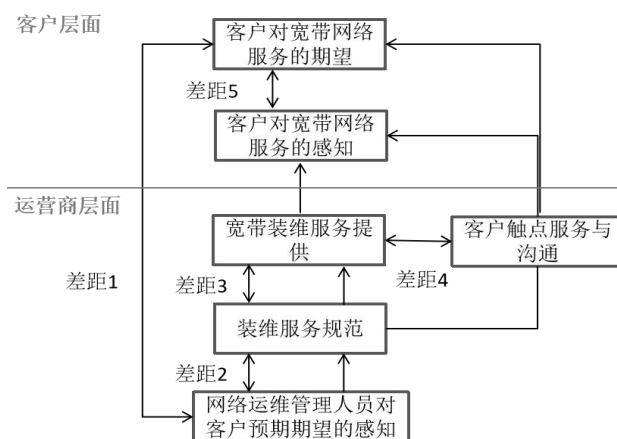 客户层面
客户对宽带网络
服务的期望
差距5
客户对宽带网络
服务的感知
运营商层面
宽带装维服务提
供
客户触点服务与
沟通
差距1
差距3
差距4
装维服务规范
差距2
网络运维管理人员对
客户预期期望的感知